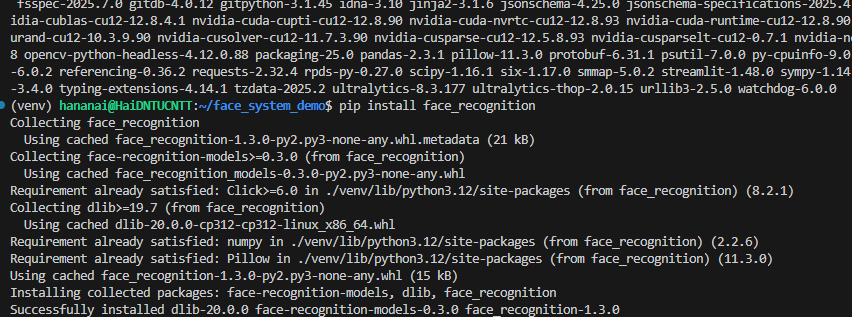 fsspec-2025.7.0 gitdb-4.0.12 gitpython-3.1.45 idna-3.10 jinja2-3.1.6 jsonschema-4.25.0 jsonschema-specifications-2025.4
idia-cublas-cu12-12.8.4.1 nvidia-cuda-cupti-cu12-12.8.90 nvidia-cuda-nvrtc-cu12-12.8.93 nvidia-cuda-runtime-cu12-12.8.90
urand-cu12-10.3.9.90 nvidia-cusolver-cu12-11.7.3.90 nvidia-cusparse-cu12-12.5.8.93 nvidia-cusparselt-cu12-0.7.1 nvidia-n
8 opencv-python-headless-4.12.0.88 packaging-25.0 pandas-2.3.1 pillow-11.3.0 protobuf-6.31.1 psutil-7.0.0 py-cpuinfo-9.0
-6.0.2 referencing-0.36.2 requests-2.32.4 rpds-py-0.27.0 scipy-1.16.1 six-1.17.0 smmap-5.0.2 streamlit-1.48.0 sympy-1.14
-3.4.0 typing-extensions-4.14.1 tzdata-2025.2 ultralytics-8.3.177 ultralytics-thop-2.0.15 urllib3-2.5.0 watchdog-6.0.0
(venv) hananai@HaiDNTUCNTT:~/face_system_demo$ pip install face_recognition
Collecting face_recognition
Using cached face_recognition-1.3.0-py2.py3-none-any.whl.metadata (21 kB)
Collecting face-recognition-models>=0.3.0 (from face_recognition)
Using cached face_recognition_models-0.3.0-py2.py3-none-any.whl
Requirement already satisfied: Click>=6.0 in ./venv/lib/python3.12/site-packages (from face_recognition) (8.2.1)
Collecting dlib>=19.7 (from face_recognition)
Using cached dlib-20.0.0-cp312-cp312-linux_x86_64.whl
Requirement already satisfied: numpy in ./venv/lib/python3.12/site-packages (from face_recognition) (2.2.6)
Requirement already satisfied: Pillow in ./venv/lib/python3.12/site-packages (from face_recognition) (11.3.0)
Using cached face_recognition-1.3.0-py2.py3-none-any.whl (15 kB)
Installing collected packages: face-recognition-models, dlib, face_recognition
Successfully installed dlib-20.0.0 face-recognition-models-0.3.0 face_recognition-1.3.0